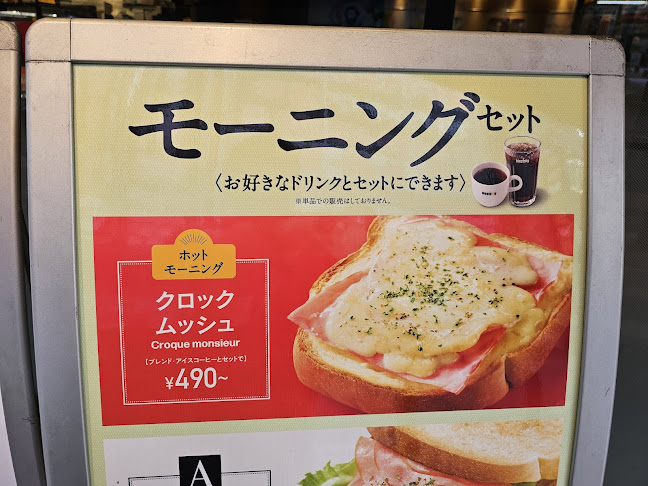 モーニングセット
〈お好きなドリンクとセットにできます〉
※単品での販売はしておりません。
ホット
モーニング
クロック
ムッシュ
Croque monsieur
[ブレンド・アイスコーヒーとセットで]
¥490~
A